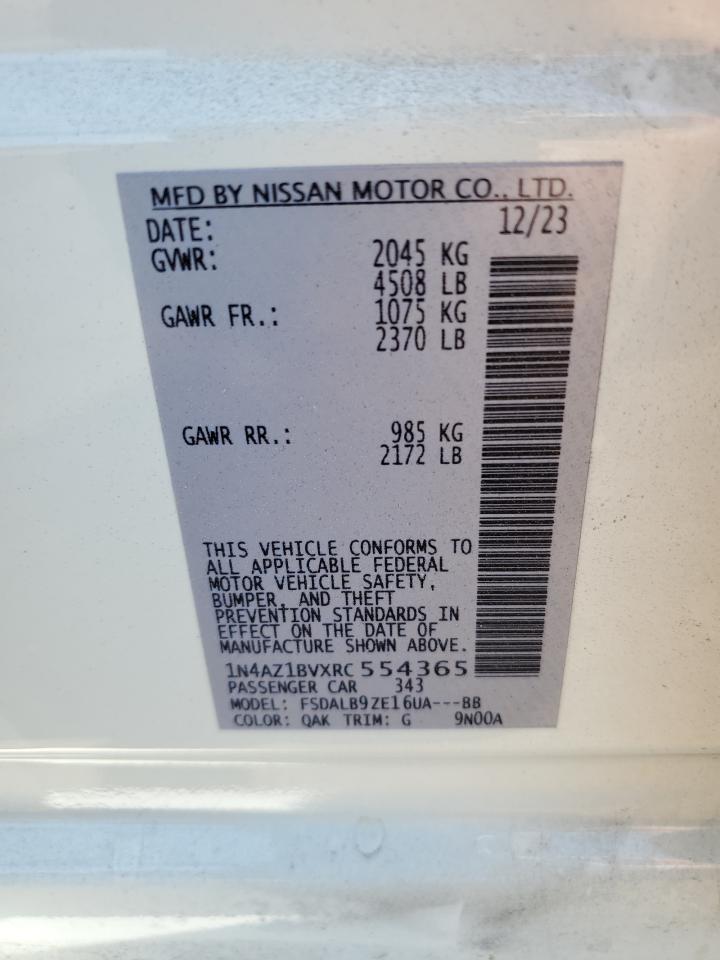 MFD BY NISSAN MOTOR CO., LTD.
DATE: 12/23
GVWR: 2045 KG
4508 LB
GAWR FR.: 1075 KG
2370 LB
GAWR RR.: 985 KG
2172 LB
THIS VEHICLE CONFORMS TO
ALL APPLICABLE FEDERAL
MOTOR VEHICLE SAFETY,
BUMPER, AND THEFT
PREVENTION STANDARDS IN
EFFECT ON THE DATE OF
MANUFACTURE SHOWN ABOVE.
1N4AZ1BVXRC554365
PASSENGER CAR 343
MODEL: FSDALB9ZE16UA---BB
COLOR: QAK TRIM: G 9N00A